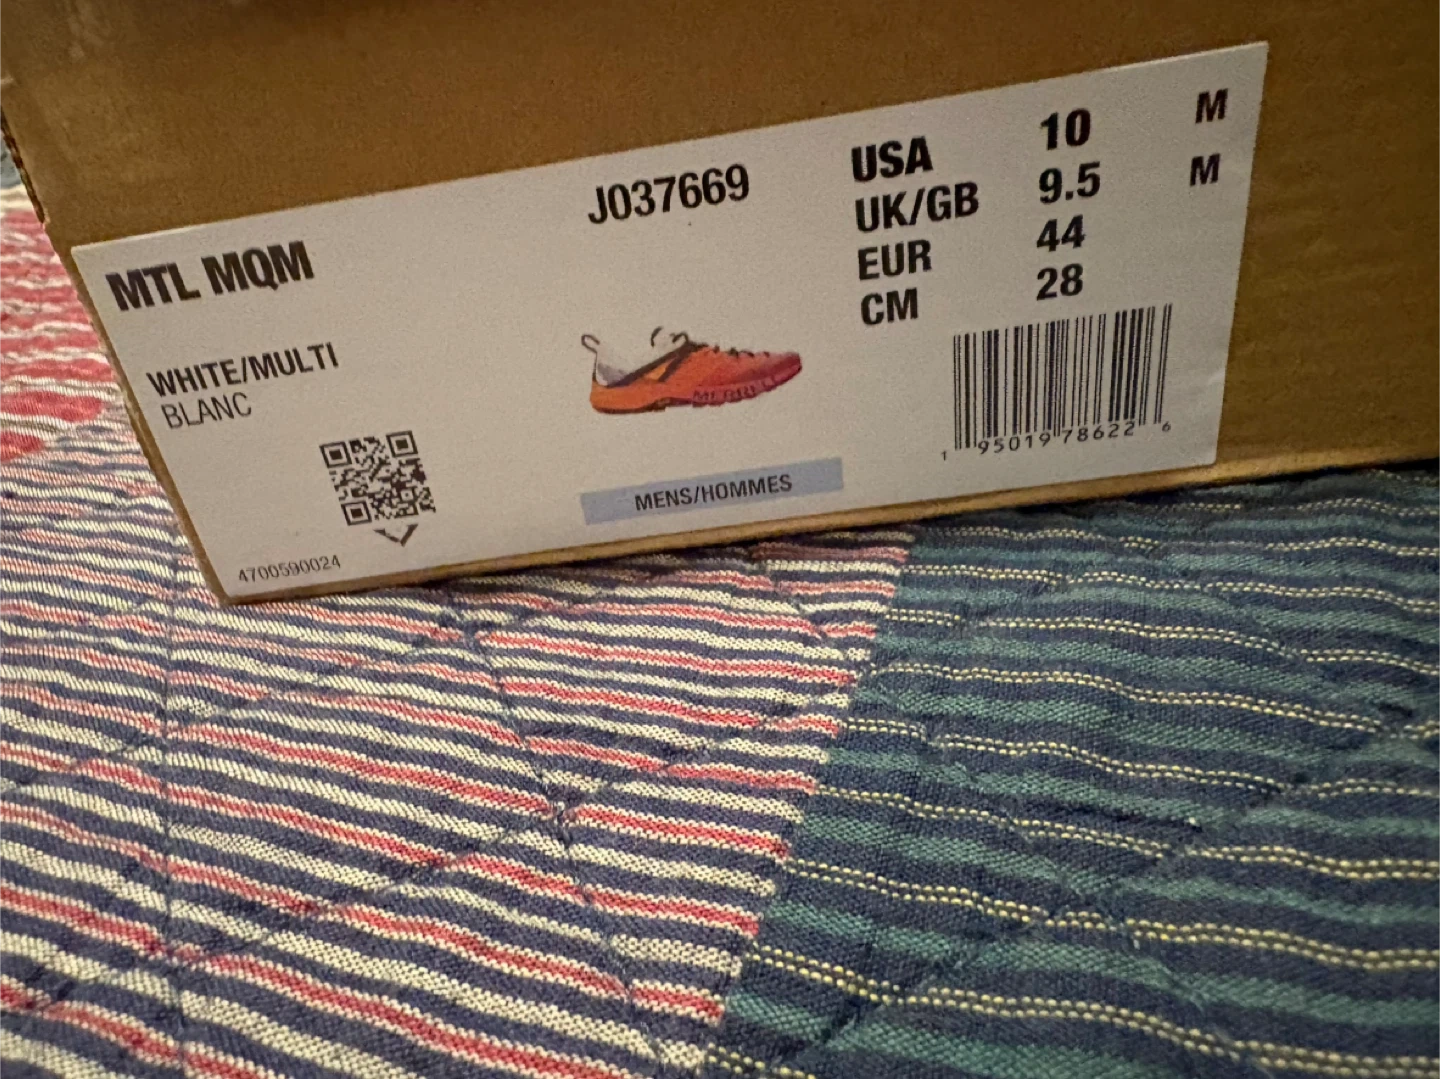 MTL MQM
J037669
USA 10 M
UK/GB 9.5 M
EUR 44
CM 28
WHITE/MULTI
BLANC
MERRELL
1 95019 78622 6
MENS/HOMMES
4700590024